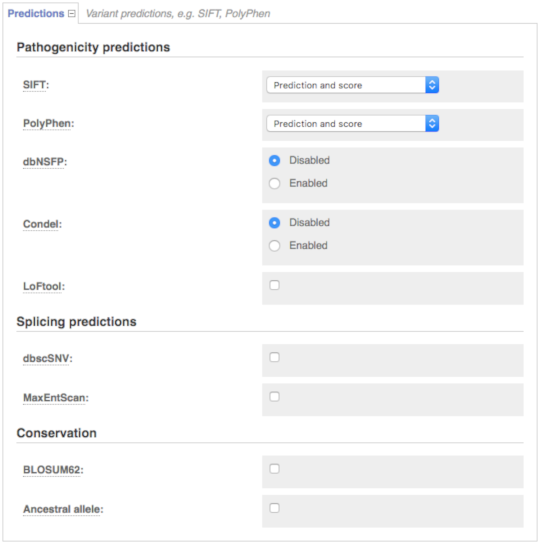 Predictions Variant predictions, e.g. SIFT, PolyPhen
Pathogenicity predictions
SIFT: Prediction and score
PolyPhen: Prediction and score
dbNSFP: Disabled
Enabled
Condel: Disabled
Enabled
LoFtool:
Splicing predictions
dbscSNV:
MaxEntScan:
Conservation
BLOSUM62:
Ancestral allele: